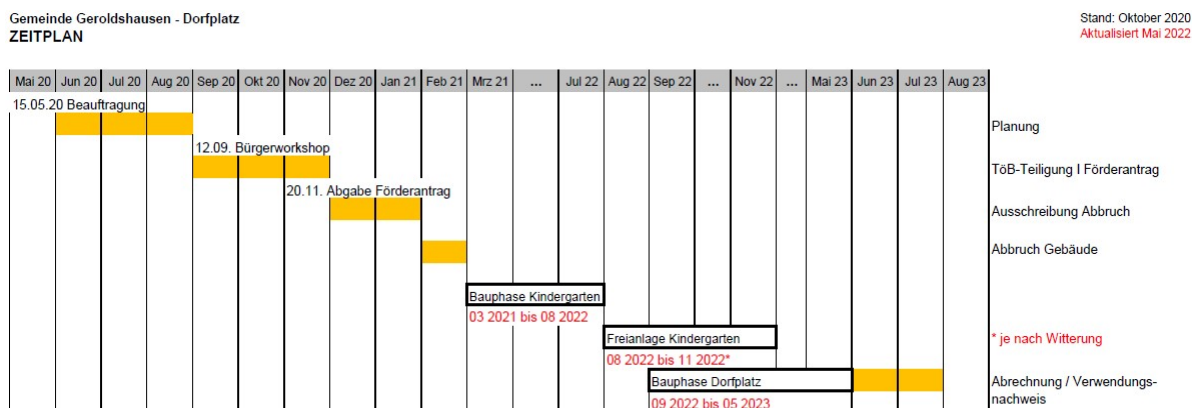 Gemeinde Geroldshausen - Dorfplatz
ZEITPLAN
Stand: Oktober 2020
Aktualisiert Mai 2022
Mai 20 Jun 20 Jul 20 Aug 20 Sep 20 Okt 20 Nov 20 Dez 20 Jan 21 Feb 21 Mrz 21 ... Jul 22 Aug 22 Sep 22 ... Nov 22 ... Mai 23 Jun 23 Jul 23 Aug 23
15.05.20 Beauftragung
Planung
12.09. Bürgerworkshop
TöB-Teiligung I Förderantrag
20.11. Abgabe Förderantrag
Ausschreibung Abbruch
Abbruch Gebäude
Bauphase Kindergarten
03 2021 bis 08 2022
Freianlage Kindergarten
* je nach Witterung
08 2022 bis 11 2022*
Bauphase Dorfplatz
Abrechnung / Verwendungs-
nachweis
09 2022 bis 05 2023